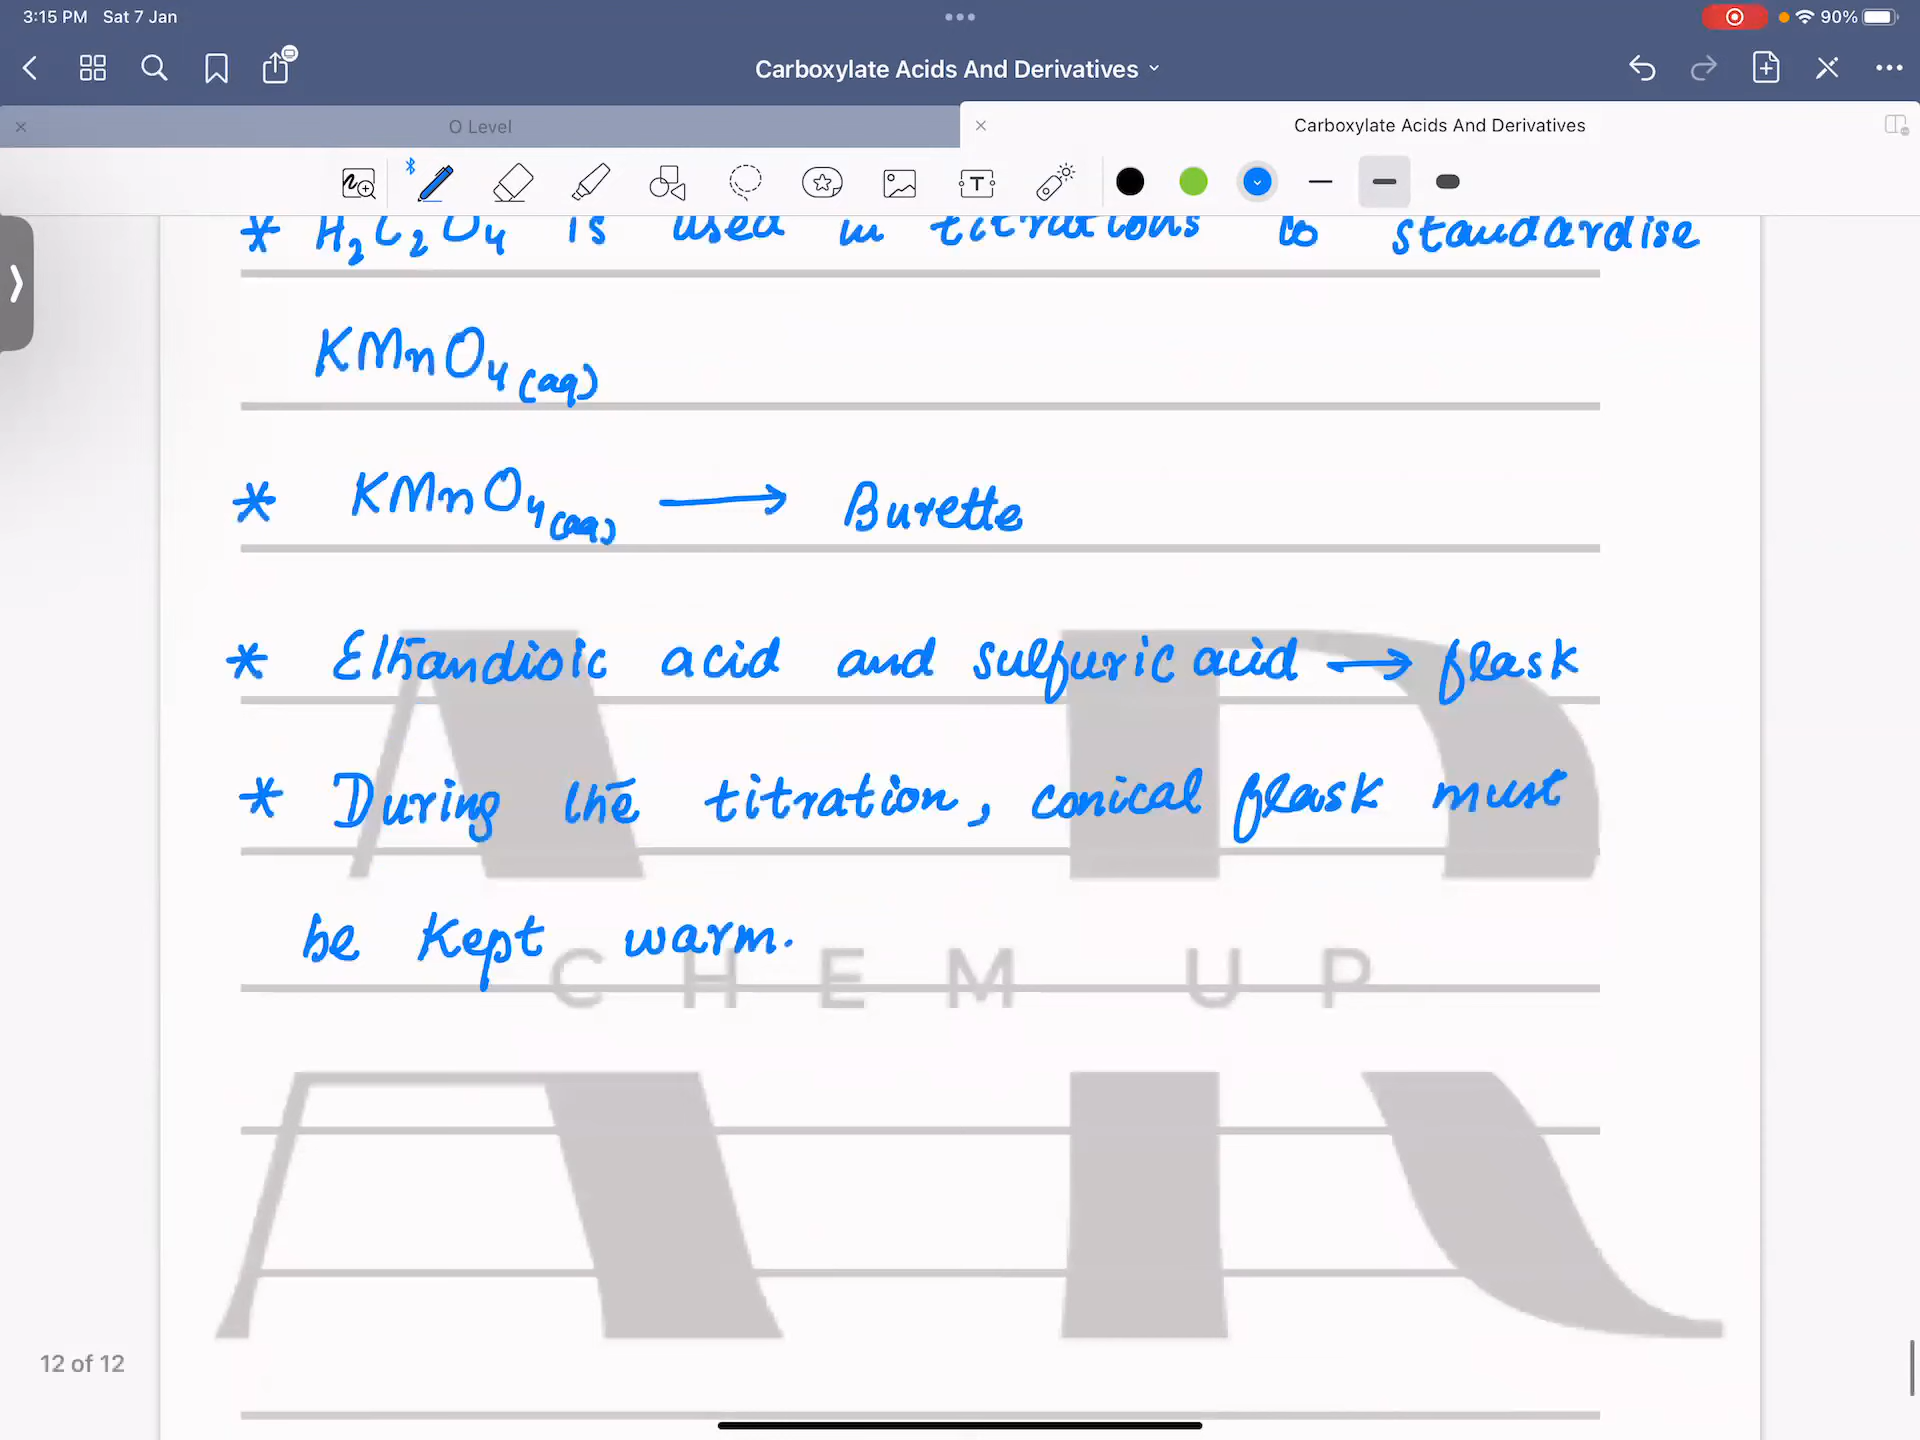 3:15 PM Sat 7 Jan
90%
Carboxylate Acids And Derivatives
O Level
Carboxylate Acids And Derivatives
T
* H₂C₂O₄ is used in titrations to standardise
KMnO₄(aq)
* KMnO₄(aq) ⟶ Burette
* Ethandioic acid and sulfuric acid ⟶ flask
* During the titration, conical flask must
be kept warm.
CHEM UP
12 of 12